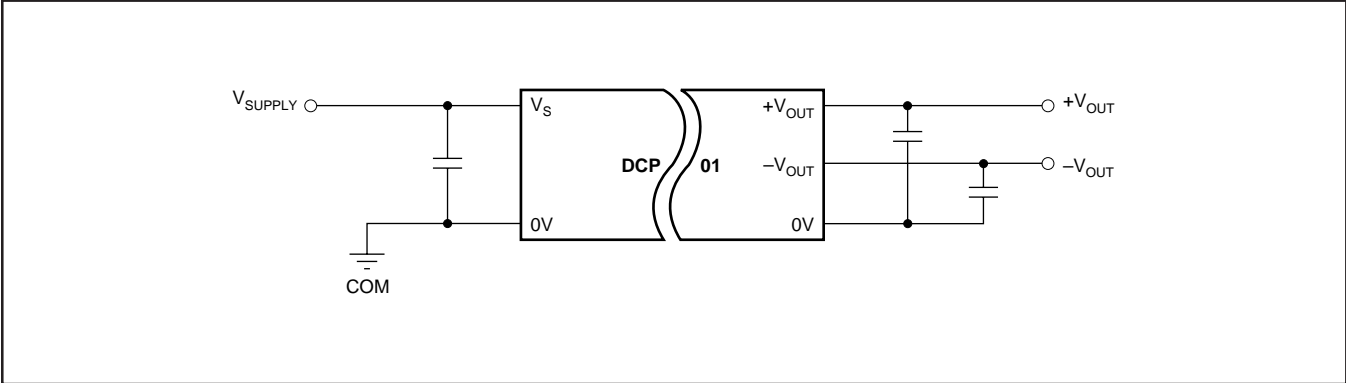 VSUPPLY
VS
+VOUT
+VOUT
DCP 01
–VOUT
–VOUT
0V
0V
COM